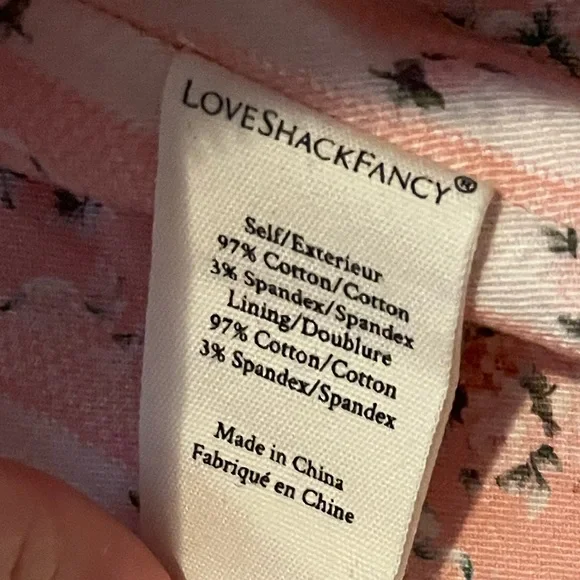 LoveShackFancy®
Self/Exterieur
97% Cotton/Cotton
3% Spandex/Spandex
Lining/Doublure
97% Cotton/Cotton
3% Spandex/Spandex
Made in China
Fabriqué en Chine